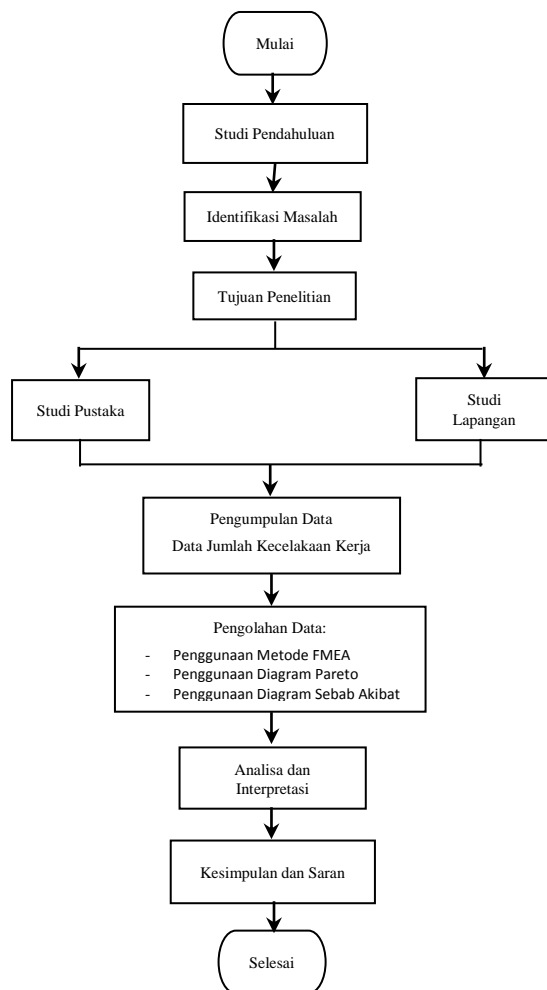 Mulai
Studi Pendahuluan
Identifikasi Masalah
Tujuan Penelitian
Studi Pustaka
Studi
Lapangan
Pengumpulan Data
Data Jumlah Kecelakaan Kerja
Pengolahan Data:
- Penggunaan Metode FMEA
- Penggunaan Diagram Pareto
- Penggunaan Diagram Sebab Akibat
Analisa dan
Interpretasi
Kesimpulan dan Saran
Selesai